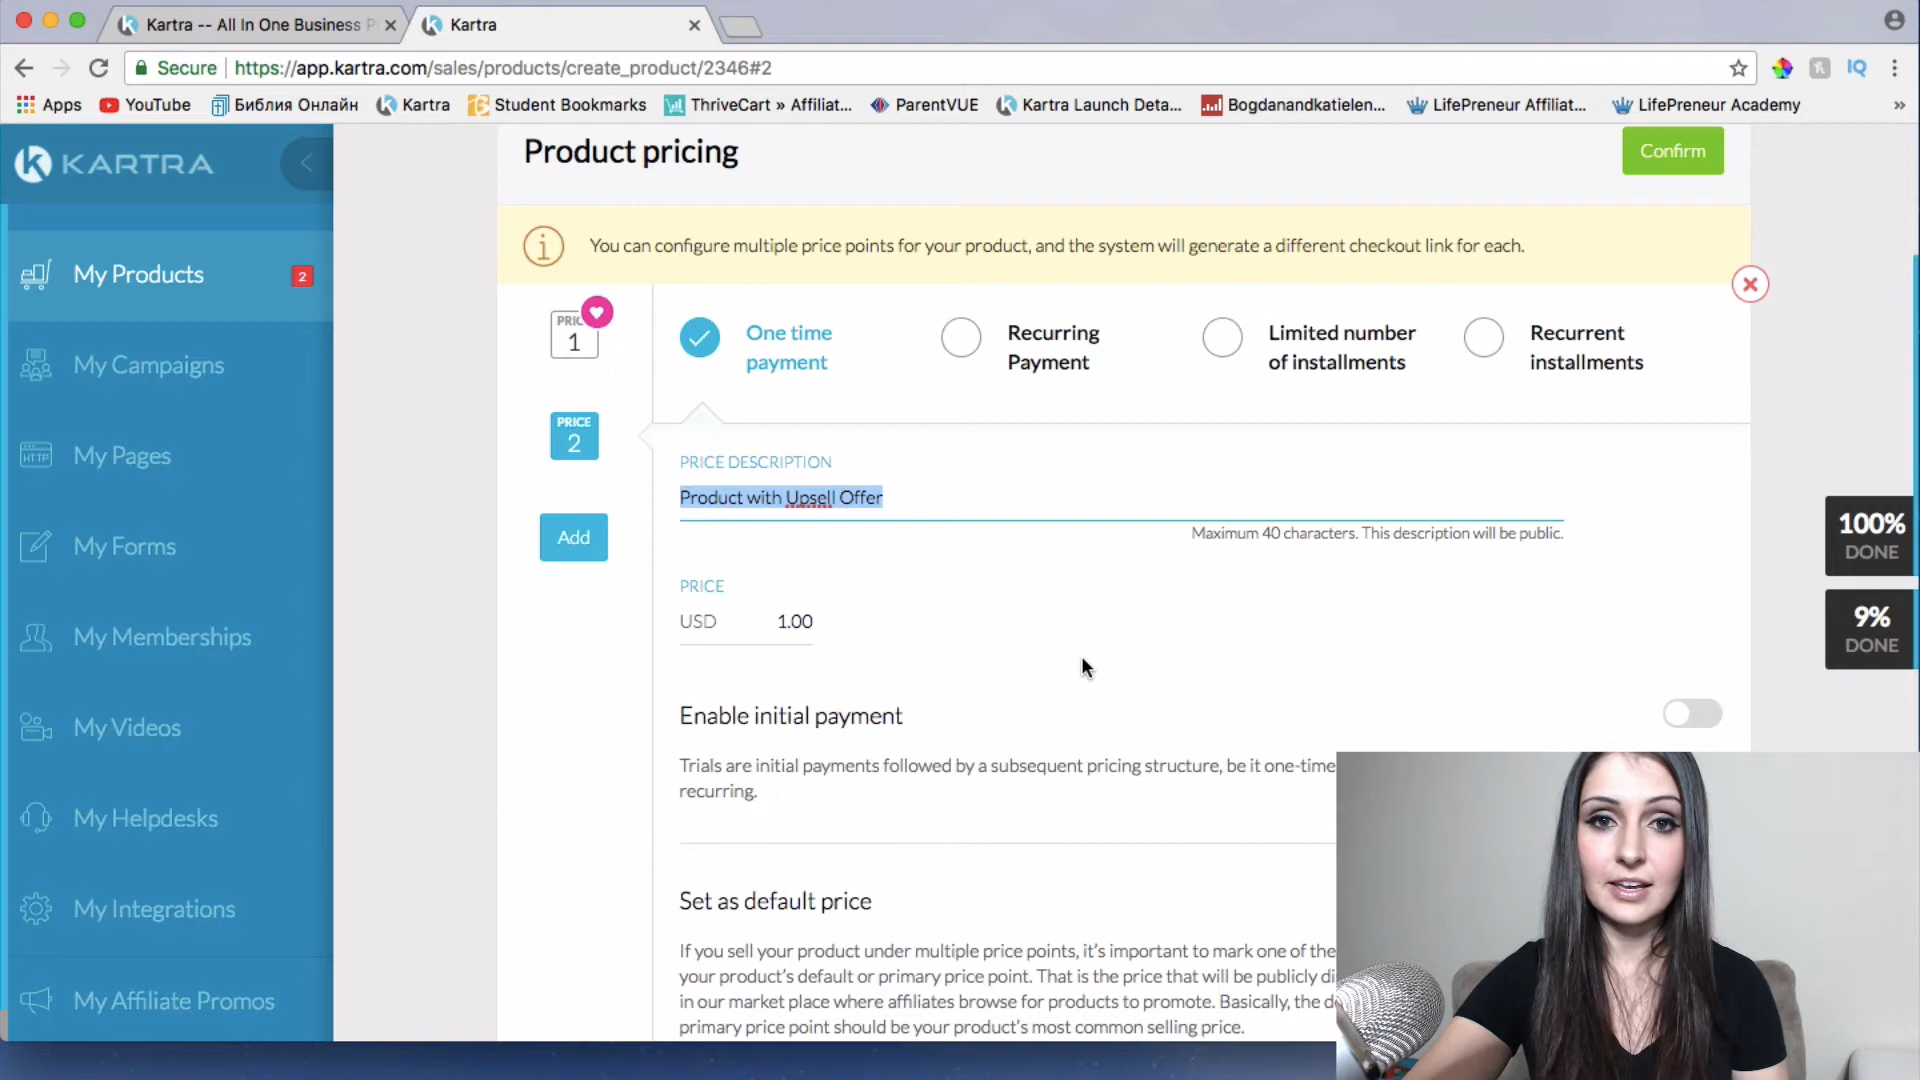 Kartra -- All In One Business P
Kartra
Secure
https://app.kartra.com/sales/products/create_product/2346#2
IQ
Apps
YouTube
Библия Онлайн
Kartra
Student Bookmarks
ThriveCart » Affiliat...
ParentVUE
Kartra Launch Deta...
Bogdanandkatielen...
LifePreneur Affiliat...
LifePreneur Academy
»
KARTRA
My Products
2
My Campaigns
HTTP
My Pages
My Forms
My Memberships
My Videos
My Helpdesks
My Integrations
My Affiliate Promos
Product pricing
Confirm
You can configure multiple price points for your product, and the system will generate a different checkout link for each.
PRIC
1
One time
payment
Recurring
Payment
Limited number
of installments
Recurrent
installments
PRICE
2
Add
PRICE DESCRIPTION
Product with Upsell Offer
Maximum 40 characters. This description will be public.
PRICE
USD 1.00
Enable initial payment
Trials are initial payments followed by a subsequent pricing structure, be it one-time
recurring.
Set as default price
If you sell your product under multiple price points, it's important to mark one of the
your product's default or primary price point. That is the price that will be publicly di
in our market place where affiliates browse for products to promote. Basically, the d
primary price point should be your product's most common selling price.
100%
DONE
9%
DONE